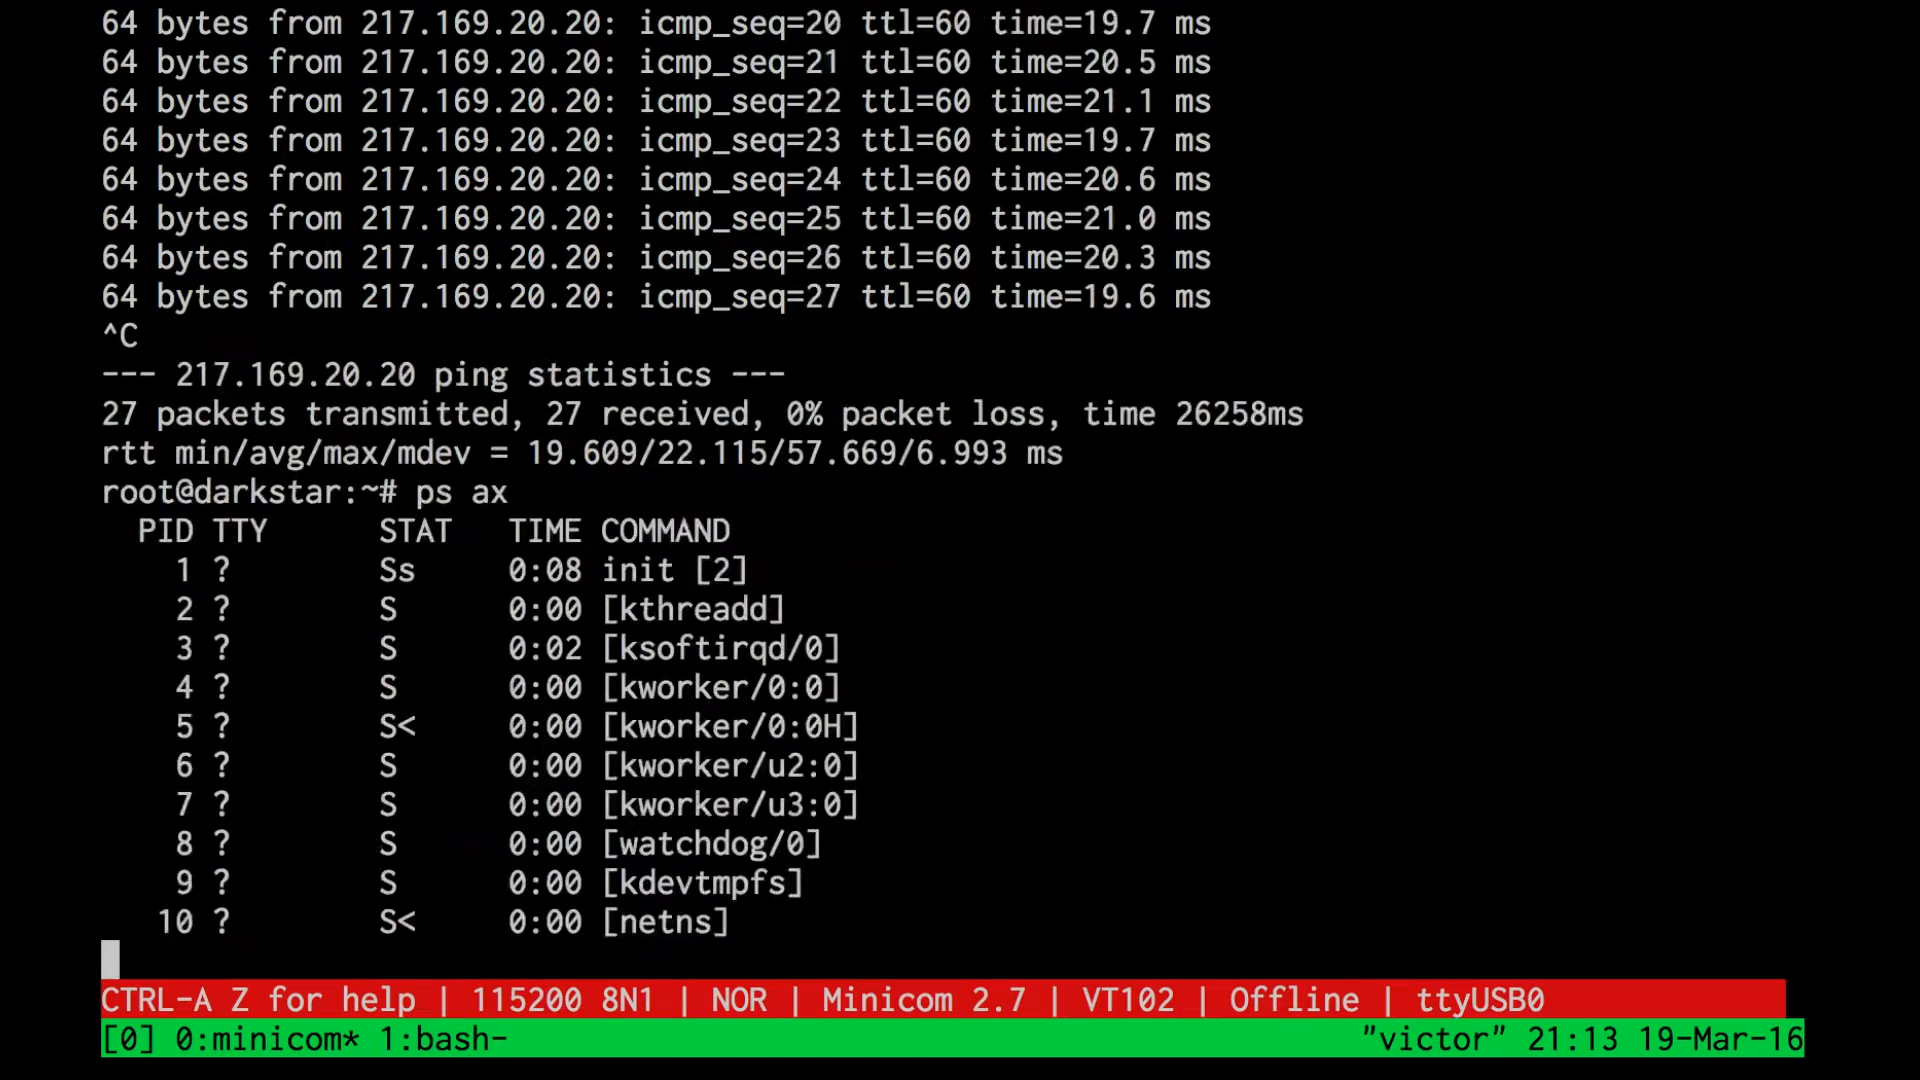 64 bytes from 217.169.20.20: icmp_seq=20 ttl=60 time=19.7 ms
64 bytes from 217.169.20.20: icmp_seq=21 ttl=60 time=20.5 ms
64 bytes from 217.169.20.20: icmp_seq=22 ttl=60 time=21.1 ms
64 bytes from 217.169.20.20: icmp_seq=23 ttl=60 time=19.7 ms
64 bytes from 217.169.20.20: icmp_seq=24 ttl=60 time=20.6 ms
64 bytes from 217.169.20.20: icmp_seq=25 ttl=60 time=21.0 ms
64 bytes from 217.169.20.20: icmp_seq=26 ttl=60 time=20.3 ms
64 bytes from 217.169.20.20: icmp_seq=27 ttl=60 time=19.6 ms
^C
--- 217.169.20.20 ping statistics ---
27 packets transmitted, 27 received, 0% packet loss, time 26258ms
rtt min/avg/max/mdev = 19.609/22.115/57.669/6.993 ms
root@darkstar:~# ps ax
  PID TTY      STAT   TIME COMMAND
    1 ?        Ss     0:08 init [2]
    2 ?        S      0:00 [kthreadd]
    3 ?        S      0:02 [ksoftirqd/0]
    4 ?        S      0:00 [kworker/0:0]
    5 ?        S<     0:00 [kworker/0:0H]
    6 ?        S      0:00 [kworker/u2:0]
    7 ?        S      0:00 [kworker/u3:0]
    8 ?        S      0:00 [watchdog/0]
    9 ?        S      0:00 [kdevtmpfs]
   10 ?        S<     0:00 [netns]
CTRL-A Z for help | 115200 8N1 | NOR | Minicom 2.7 | VT102 | Offline | ttyUSB0
[0] 0:minicom* 1:bash- "victor" 21:13 19-Mar-16